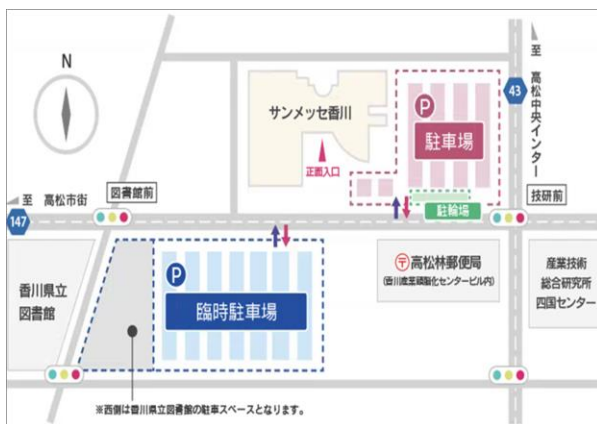 N
サンメッセ香川
正面入口
P
駐車場
43
至 高松中央インター
技研前
駐輪場
至 高松市街
図書館前
147
香川県立
図書館
P
臨時駐車場
〒高松林郵便局
(香川産業頭脳化センタービル内)
産業技術
総合研究所
四国センター
※西側は香川県立図書館の駐車スペースとなります。